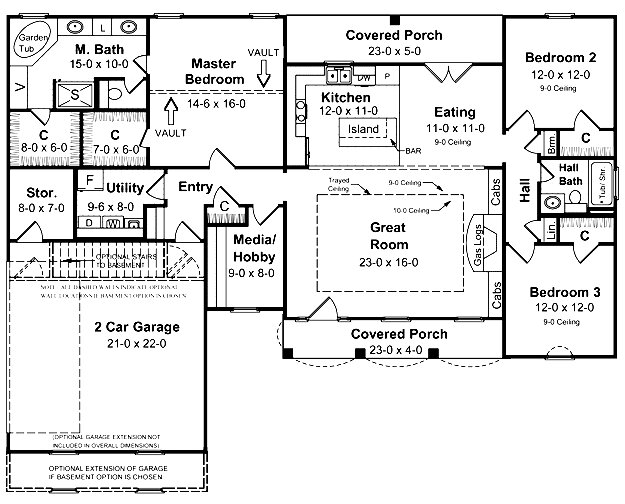 Garden
Tub
L
M. Bath
15-0 x 10-0
V
S
C
8-0 x 6-0
C
7-0 x 6-0
Master
Bedroom
14-6 x 16-0
VAULT
VAULT
Covered Porch
23-0 x 5-0
D/W
P
Kitchen
12-0 x 11-0
Island
BAR
Eating
11-0 x 11-0
9-0 Ceiling
Bedroom 2
12-0 x 12-0
9-0 Ceiling
C
Brm.
Hall
Bath
Tub/ Shr.
Hall
Lin.
C
Bedroom 3
12-0 x 12-0
9-0 Ceiling
Stor.
8-0 x 7-0
F
Utility
9-6 x 8-0
D
W
Entry
C
Media/
Hobby
9-0 x 8-0
Trayed
Ceiling
9-0 Ceiling
10-0 Ceiling
Great
Room
23-0 x 16-0
Cabs
Gas Logs
Cabs
Covered Porch
23-0 x 4-0
OPTIONAL STAIRS
TO BASEMENT
NOTE: ALL DASHED WALLS INDICATE OPTIONAL
WALL LOCATIONS IF BASEMENT OPTION IS CHOSEN
2 Car Garage
21-0 x 22-0
(OPTIONAL GARAGE EXTENSION NOT
INCLUDED IN OVERALL DIMENSIONS)
OPTIONAL EXTENSION OF GARAGE
IF BASEMENT OPTION IS CHOSEN